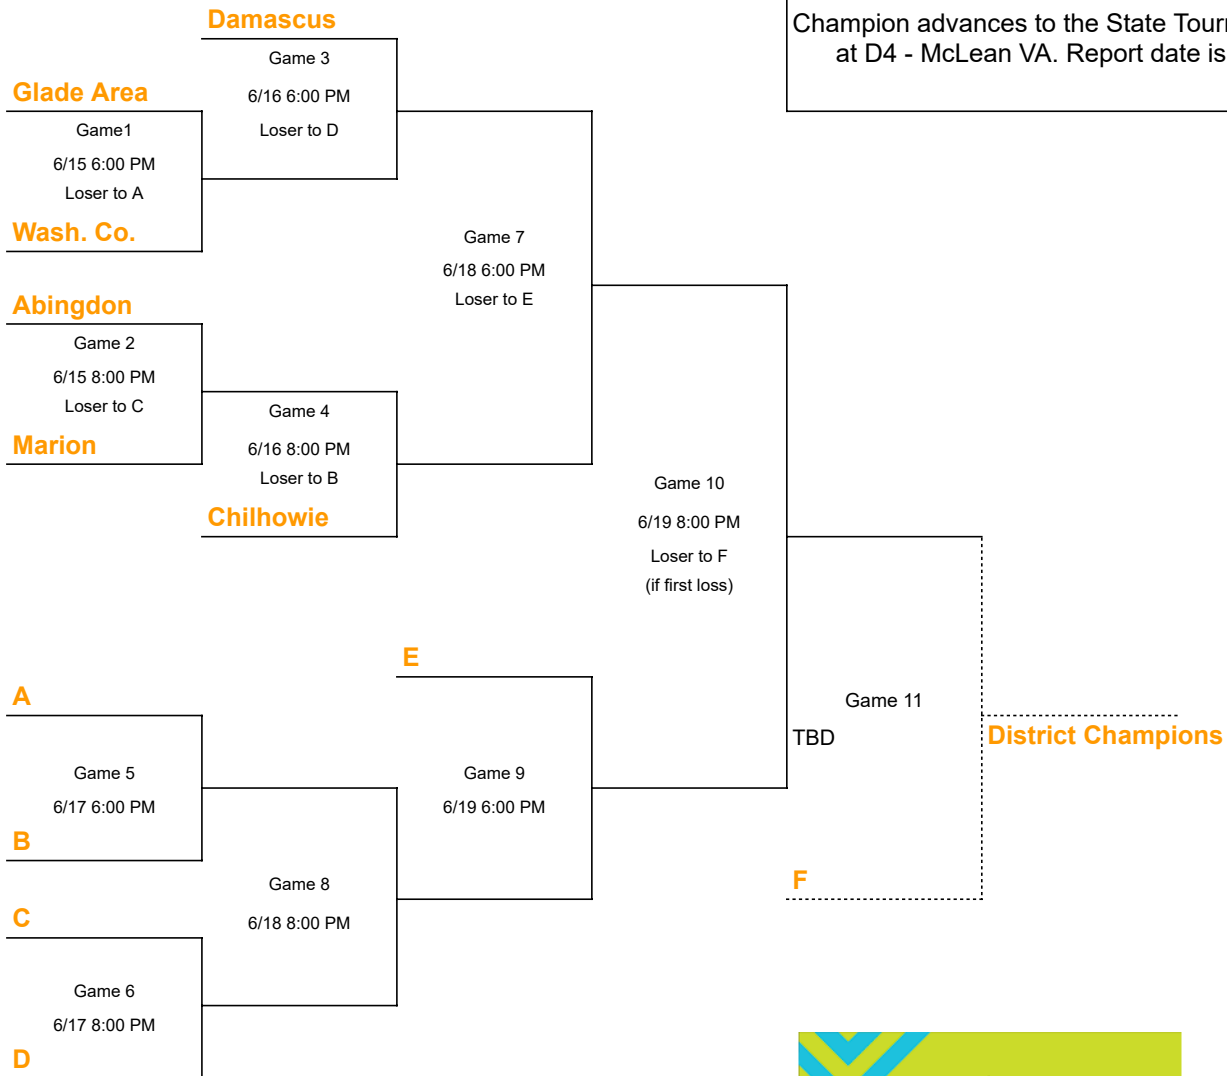 Damascus
Champion advances to the State Tourn
at D4 - McLean VA. Report date is
Game 3
6/16 6:00 PM
Loser to D
Glade Area
Game1
6/15 6:00 PM
Loser to A
Wash. Co.
Game 7
6/18 6:00 PM
Loser to E
Abingdon
Game 2
6/15 8:00 PM
Loser to C
Marion
Game 4
6/16 8:00 PM
Loser to B
Chilhowie
Game 10
6/19 8:00 PM
Loser to F
(if first loss)
E
A
Game 11
TBD
District Champions
Game 5
6/17 6:00 PM
B
Game 9
6/19 6:00 PM
Game 8
6/18 8:00 PM
F
C
Game 6
6/17 8:00 PM
D